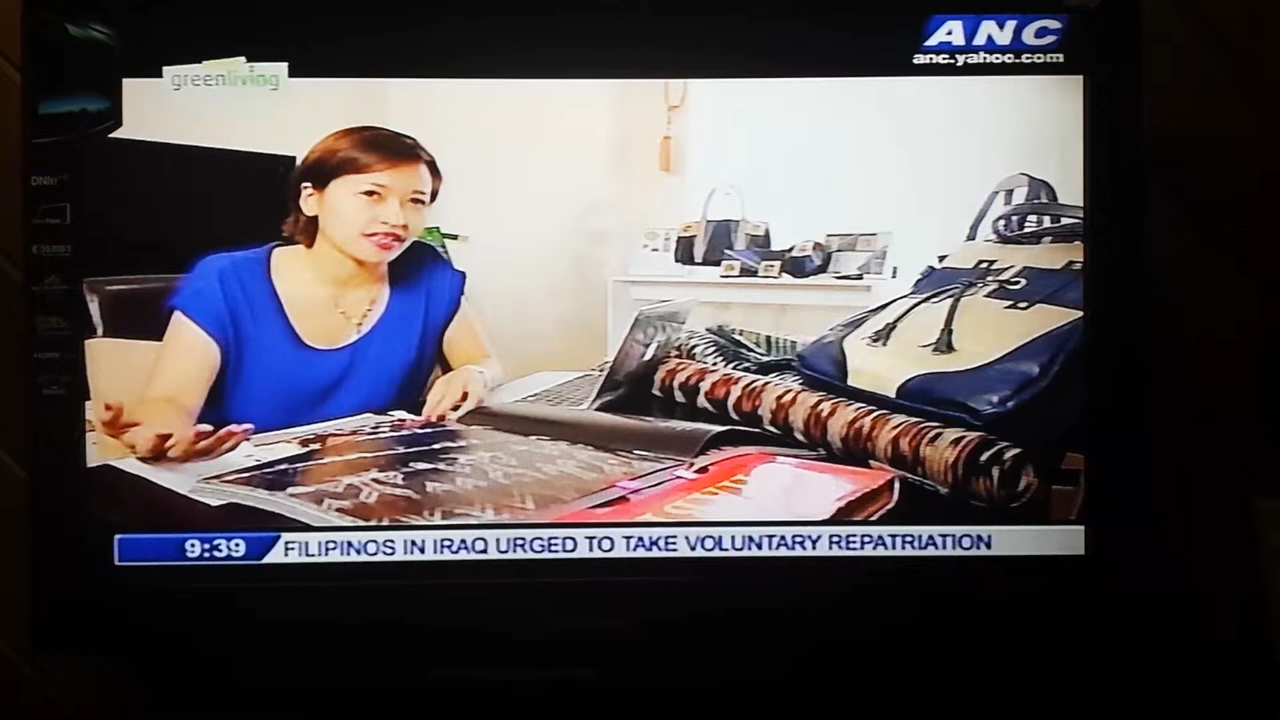 ANC
anc.yahoo.com
greenliving
9:39 FILIPINOS IN IRAQ URGED TO TAKE VOLUNTARY REPATRIATION